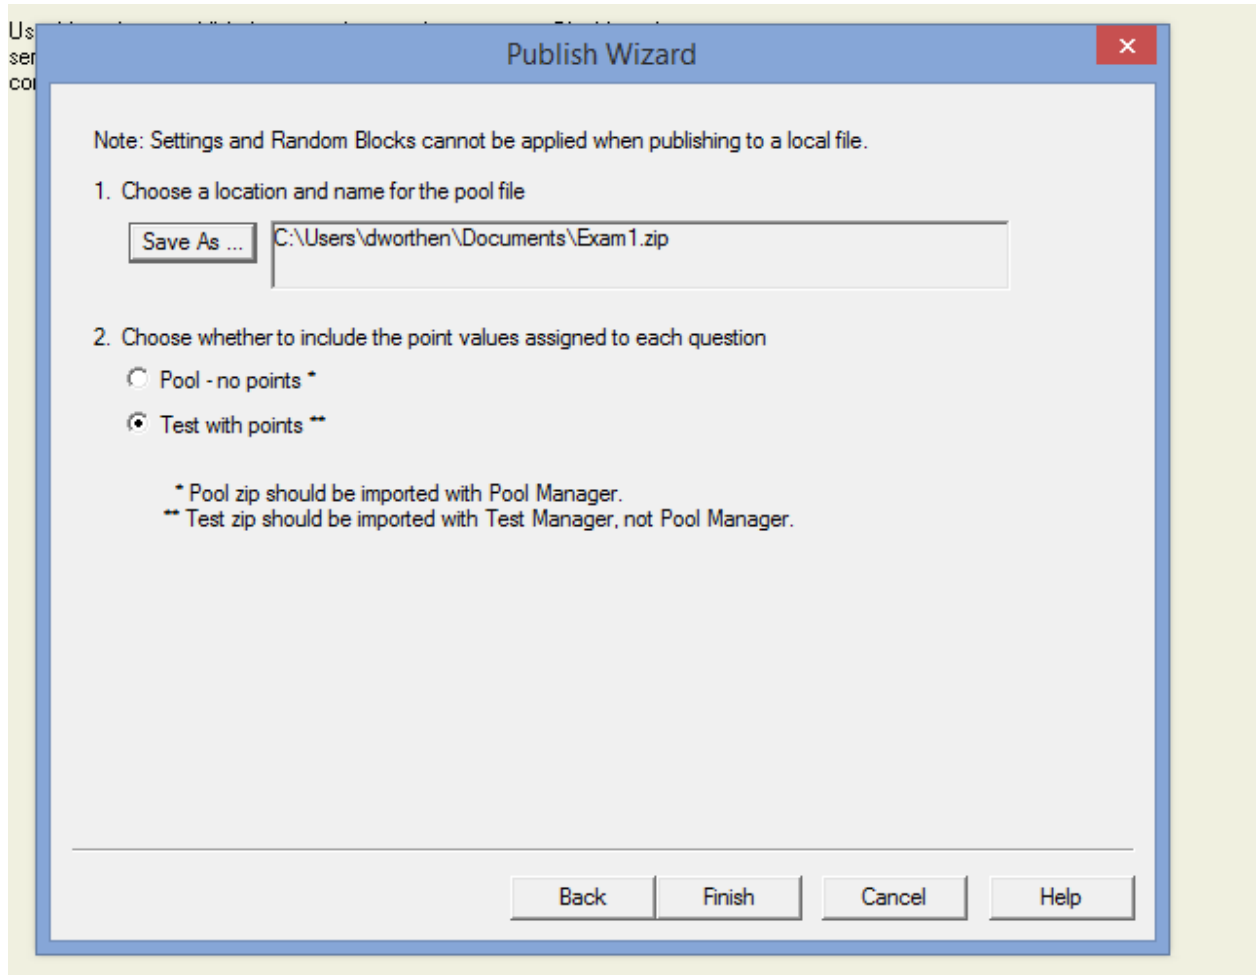 Us
ser
cor
Publish Wizard
Note: Settings and Random Blocks cannot be applied when publishing to a local file.
1. Choose a location and name for the pool file
Save As ... C:\Users\dworthen\Documents\Exam1.zip
2. Choose whether to include the point values assigned to each question
Pool - no points *
Test with points **
* Pool zip should be imported with Pool Manager.
** Test zip should be imported with Test Manager, not Pool Manager.
Back Finish Cancel Help